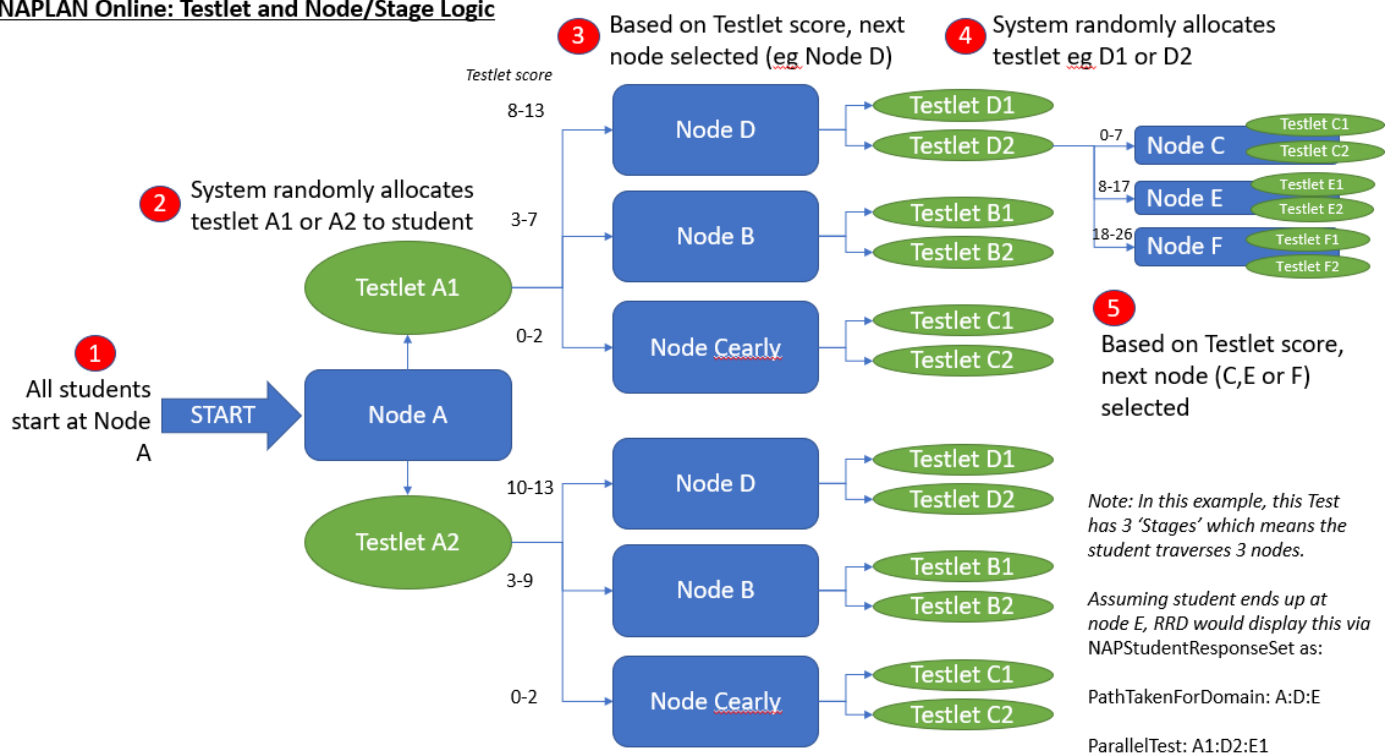 NAPLAN Online: Testlet and Node/Stage Logic
3
Based on Testlet score, next
node selected (eg Node D)
4
System randomly allocates
testlet eg D1 or D2
Testlet score
8-13
Node D
Testlet D1
Testlet D2
0-7
Node C
Testlet C1
Testlet C2
8-17
Node E
Testlet E1
Testlet E2
18-26
Node F
Testlet F1
Testlet F2
2
System randomly allocates
testlet A1 or A2 to student
3-7
Node B
Testlet B1
Testlet B2
Testlet A1
0-2
Node Cearly
Testlet C1
Testlet C2
5
Based on Testlet score,
next node (C,E or F)
selected
1
All students
start at Node
A
START
Node A
Testlet A2
10-13
Node D
Testlet D1
Testlet D2
3-9
Node B
Testlet B1
Testlet B2
0-2
Node Cearly
Testlet C1
Testlet C2
Note: In this example, this Test
has 3 ‘Stages’ which means the
student traverses 3 nodes.
Assuming student ends up at
node E, RRD would display this via
NAPStudentResponseSet as:
PathTakenForDomain: A:D:E
ParallelTest: A1:D2:E1